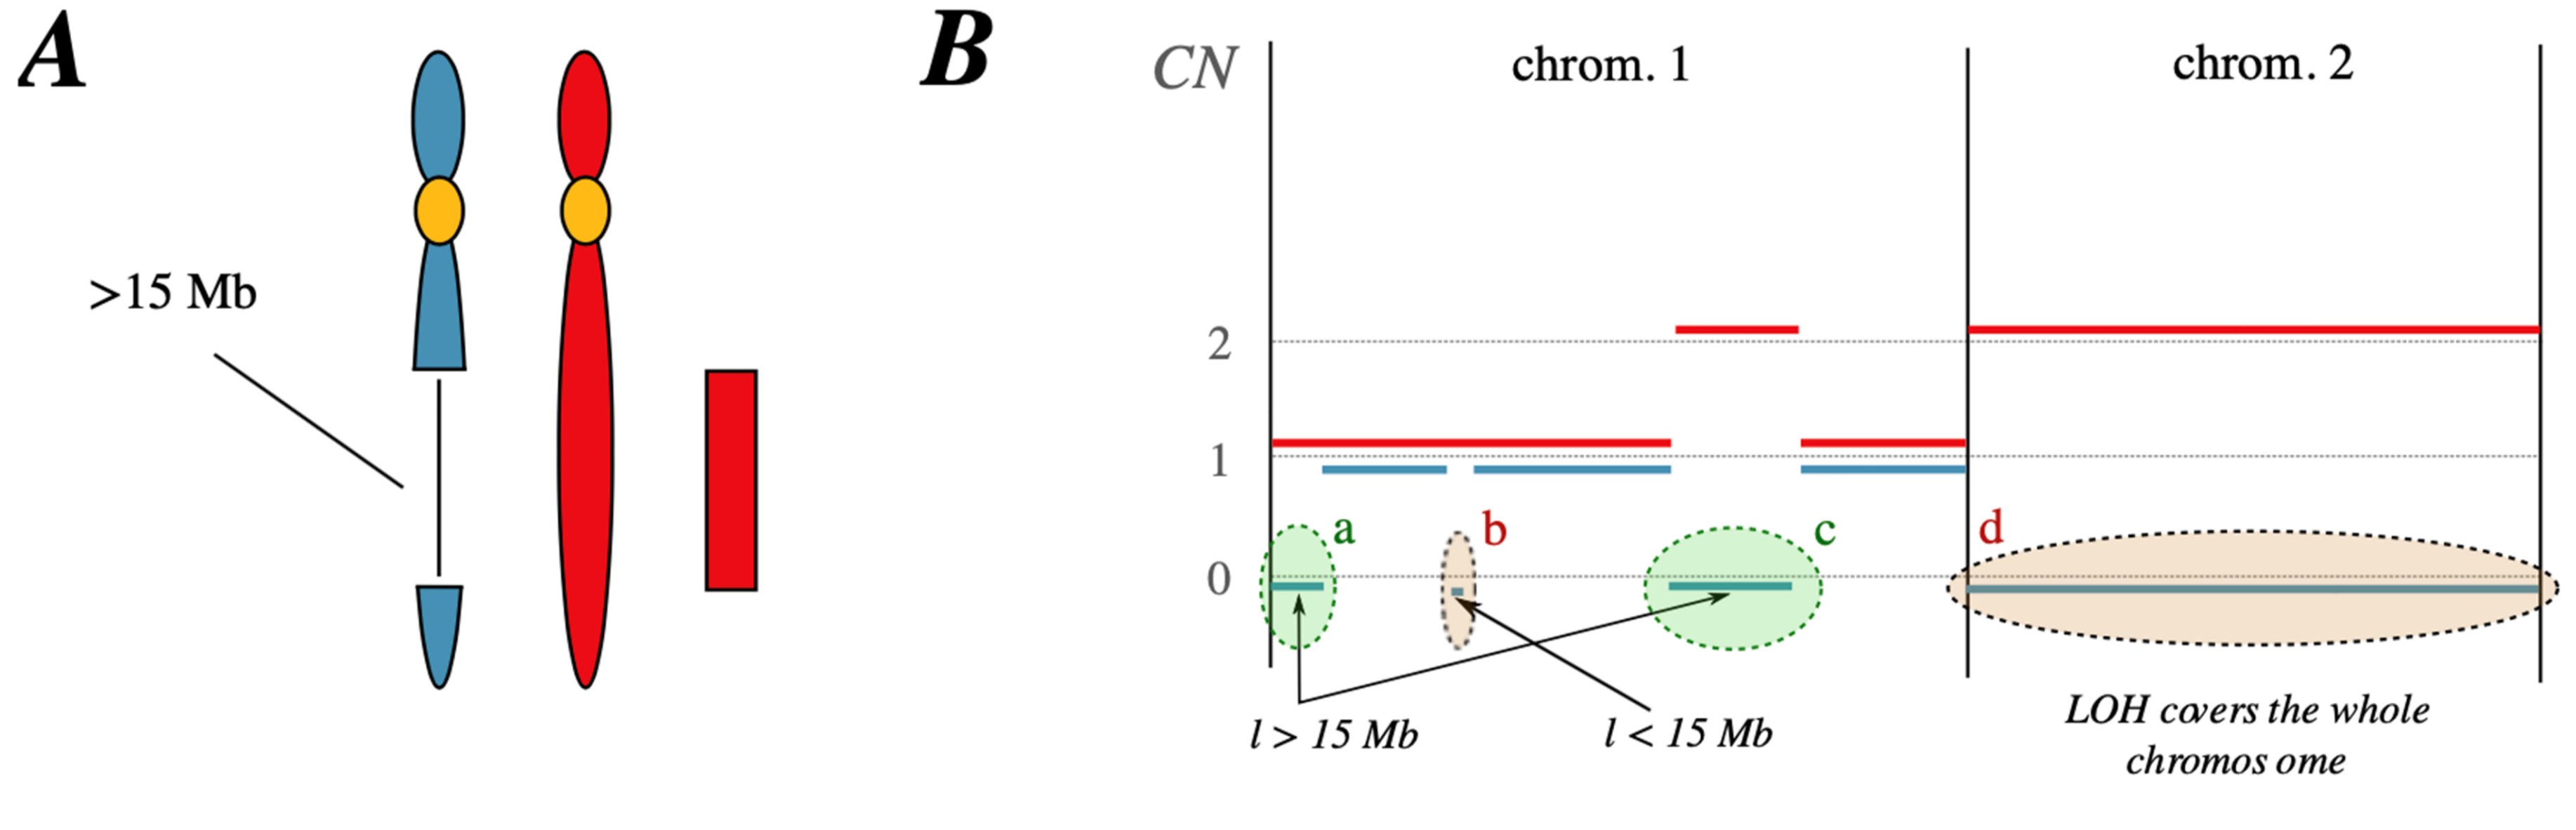 A
>15 Mb
B
CN
chrom. 1
chrom. 2
2
1
0
a
b
c
d
l > 15 Mb
l < 15 Mb
LOH covers the whole
chromos ome